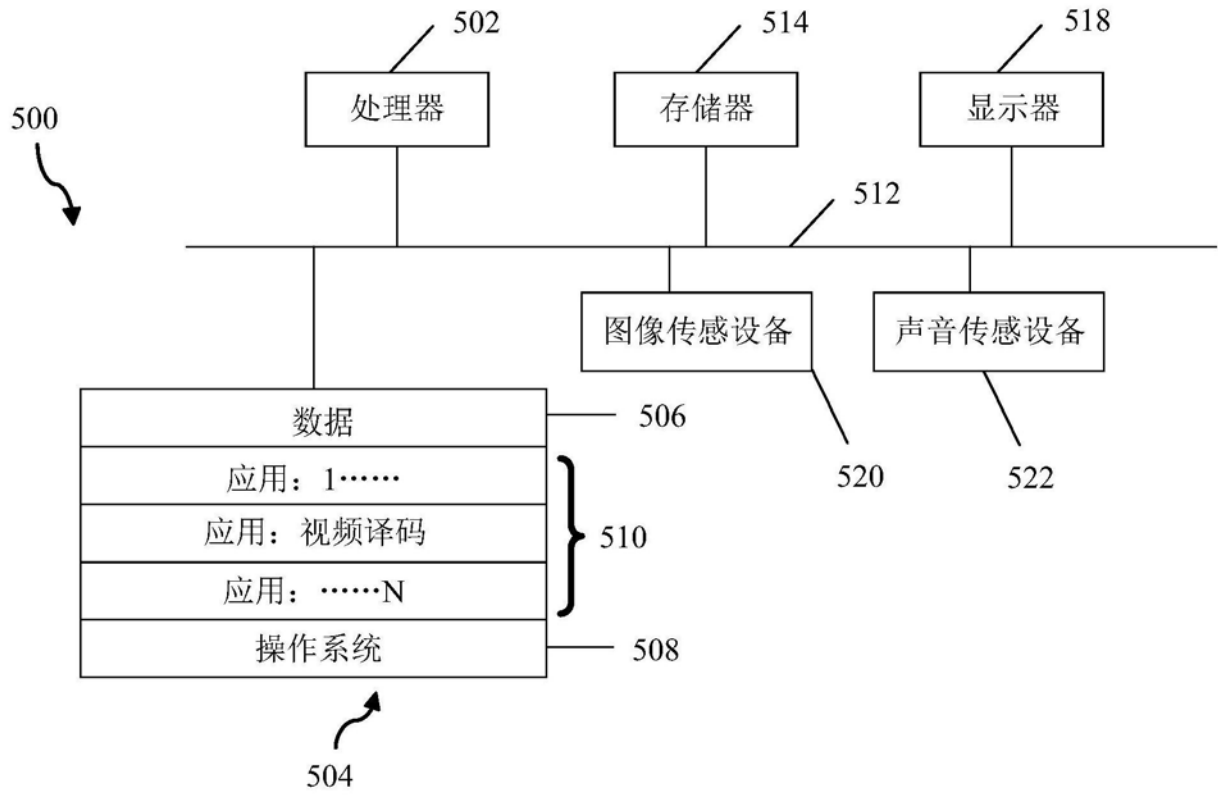 502
514
518
处理器
存储器
显示器
500
512
图像传感设备
声音传感设备
数据
506
520
522
应用：1……
应用：视频译码
510
应用：……N
操作系统
508
504